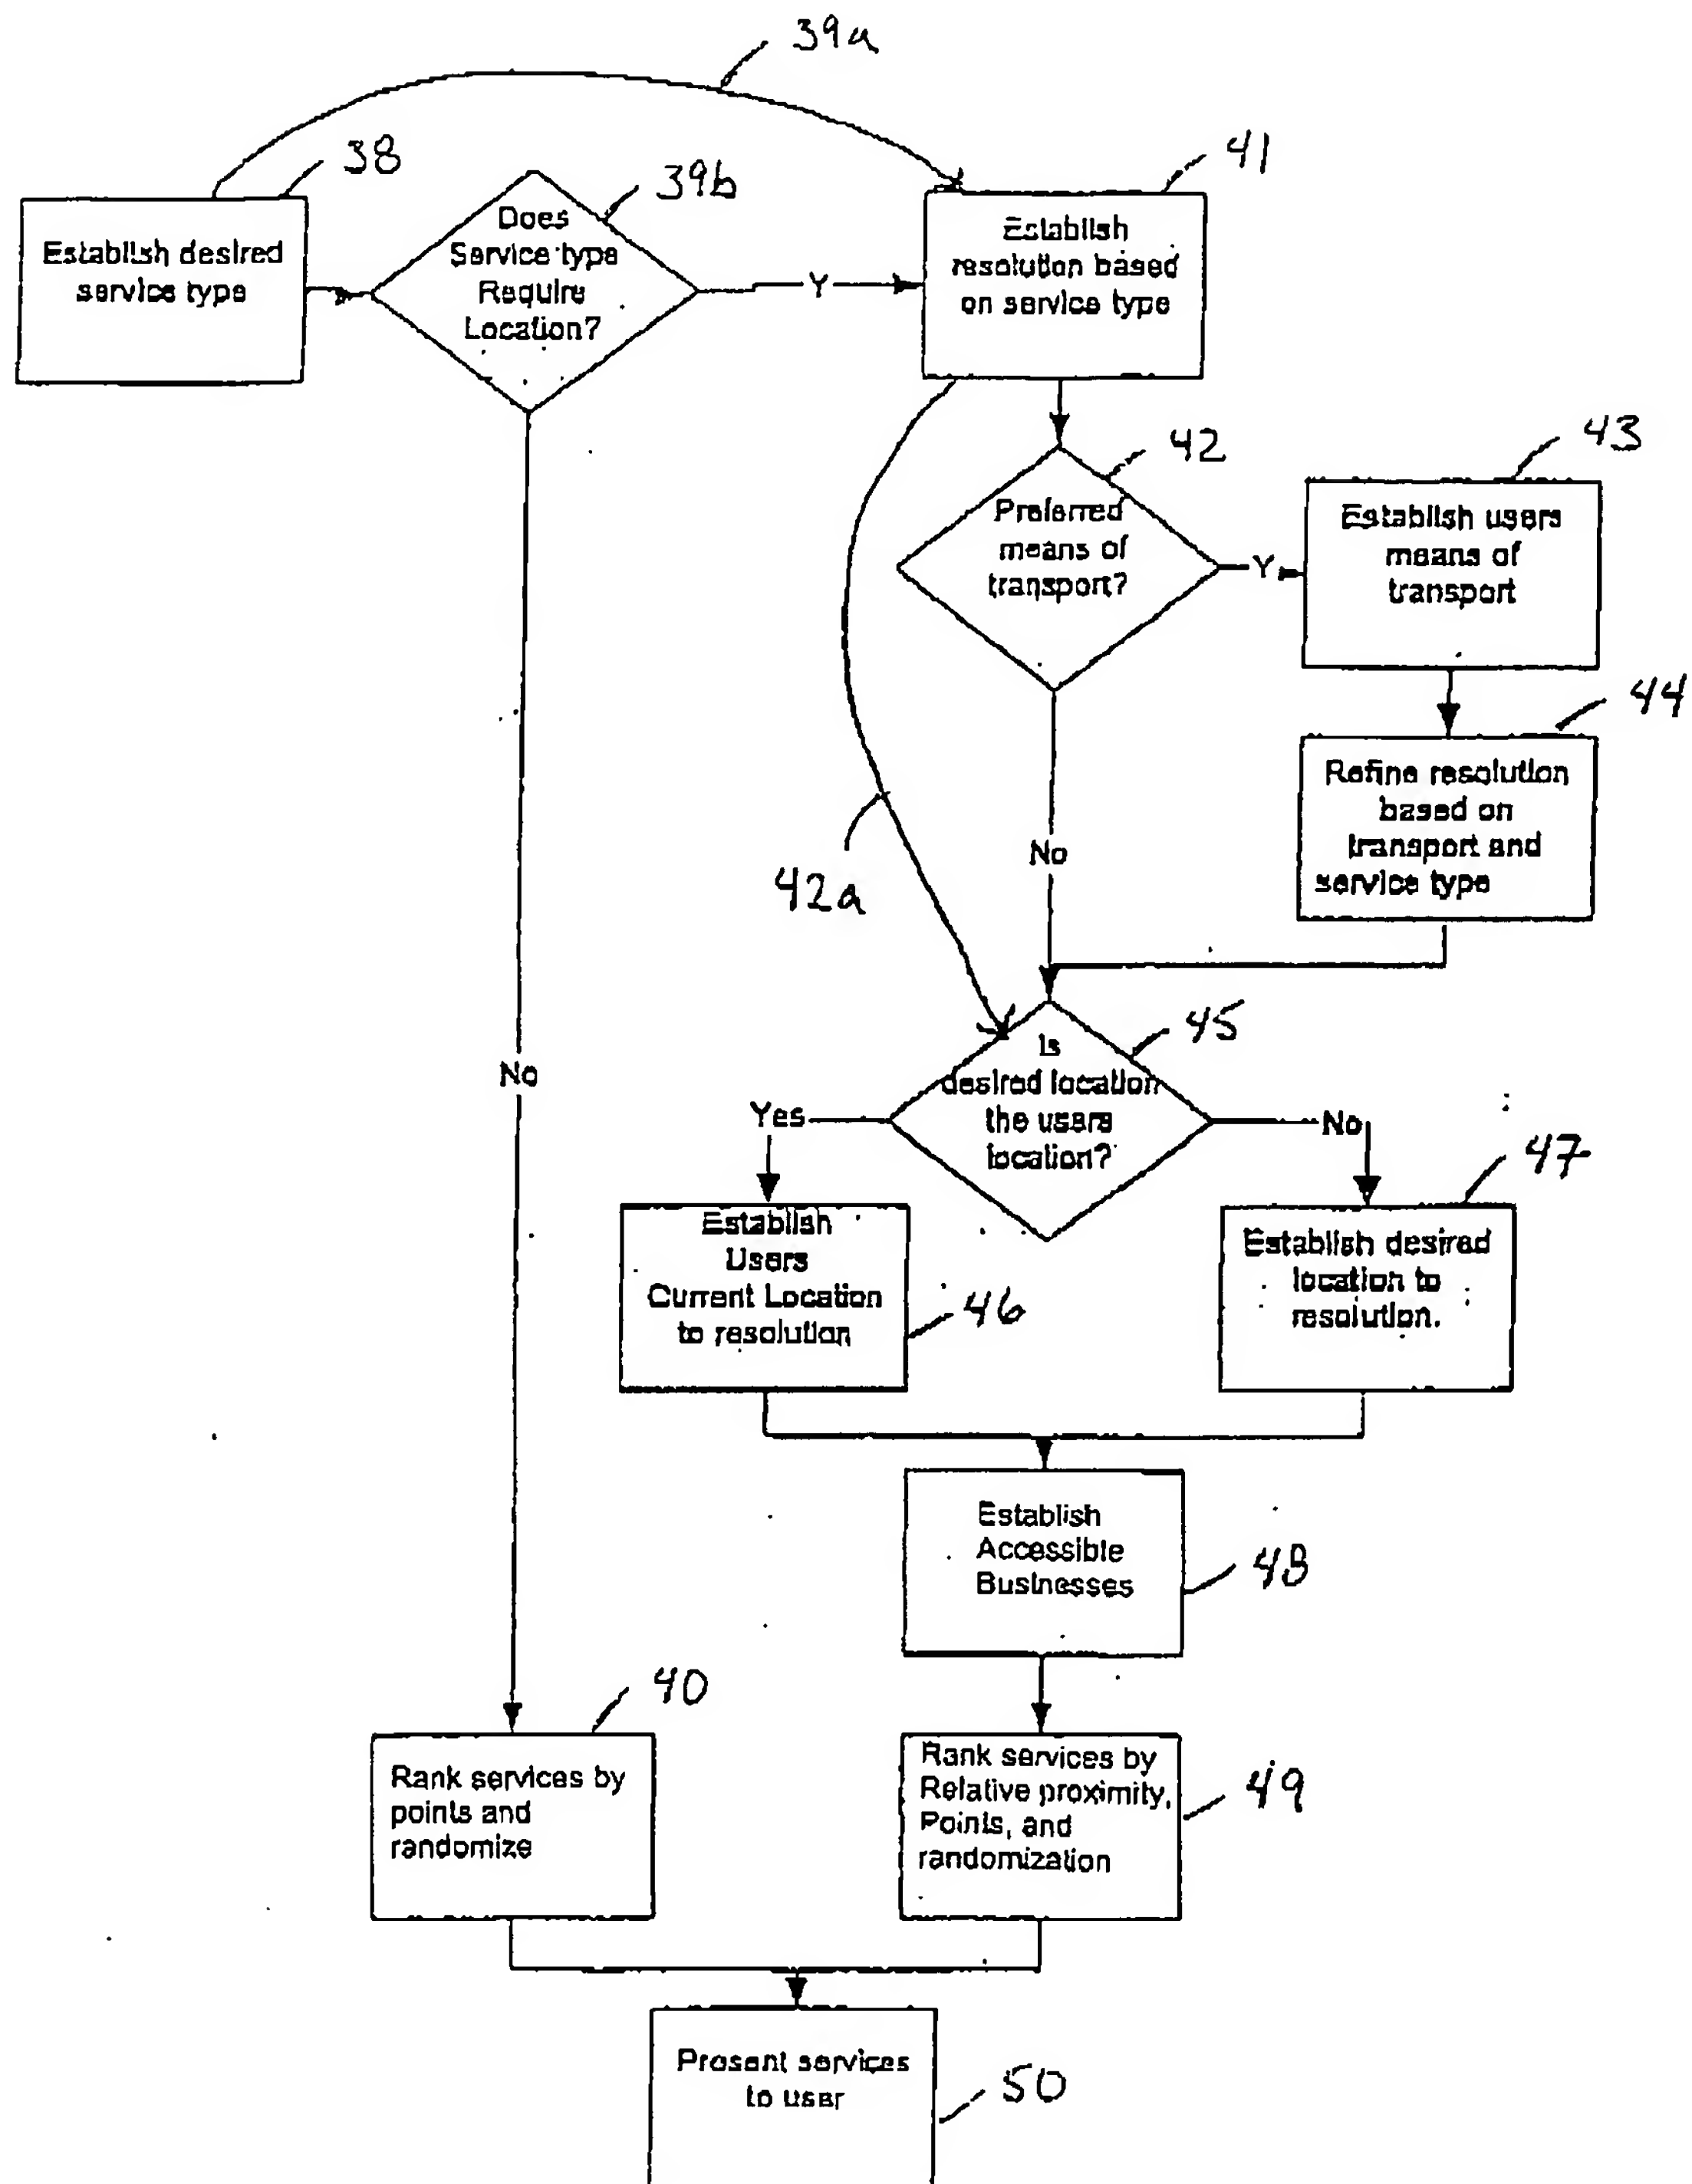 39a
38
Establish desired
service type
39b
Does
Service type
Require
Location?
Y
41
Establish
resolution based
on service type
42
Preferred
means of
transport?
Y
43
Establish users
means of
transport
44
Refine resolution
based on
transport and
service type
42a
No
45
Is
desired location
the users
location?
Yes
No
No
46
Establish
Users
Current Location
to resolution
47
Establish desired
location to
resolution.
48
Establish
Accessible
Businesses
40
Rank services by
points and
randomize
49
Rank services by
Relative proximity,
Points, and
randomization
50
Present services
to user